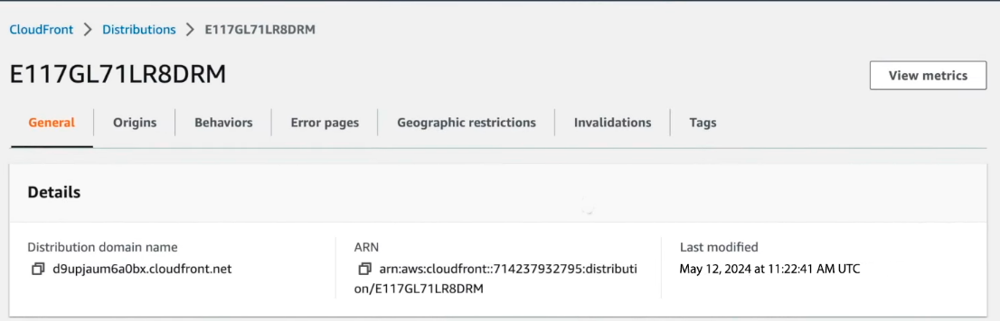 CloudFront > Distributions > E117GL71LR8DRM
E117GL71LR8DRM
View metrics
General Origins Behaviors Error pages Geographic restrictions Invalidations Tags
Details
Distribution domain name
d9upjaum6a0bx.cloudfront.net
ARN
arn:aws:cloudfront::714237932795:distributi
on/E117GL71LR8DRM
Last modified
May 12, 2024 at 11:22:41 AM UTC